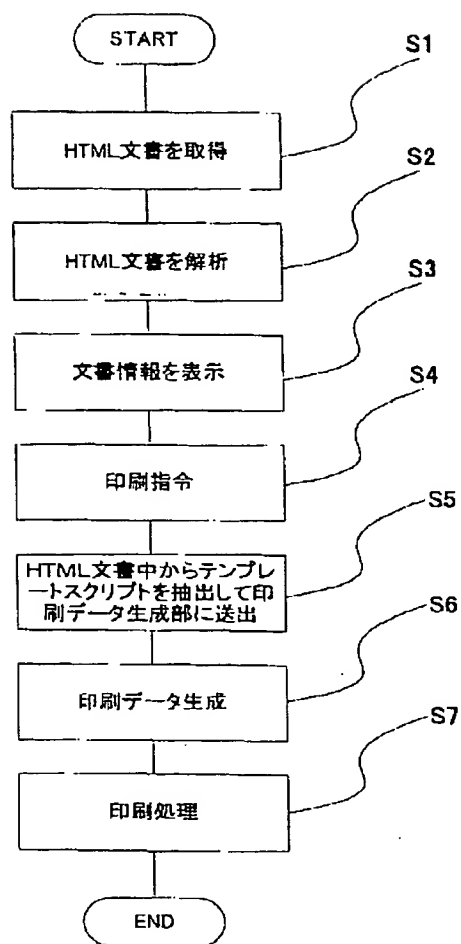 START
S1
HTML文書を取得
S2
HTML文書を解析
S3
文書情報を表示
S4
印刷指令
S5
HTML文書中からテンプレ
ートスクリプトを抽出して印
刷データ生成部に送出
S6
印刷データ生成
S7
印刷処理
END